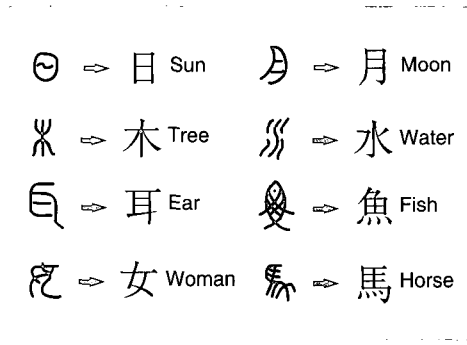 日 Sun 月 Moon
木 Tree 水 Water
耳 Ear 魚 Fish
女 Woman 馬 Horse